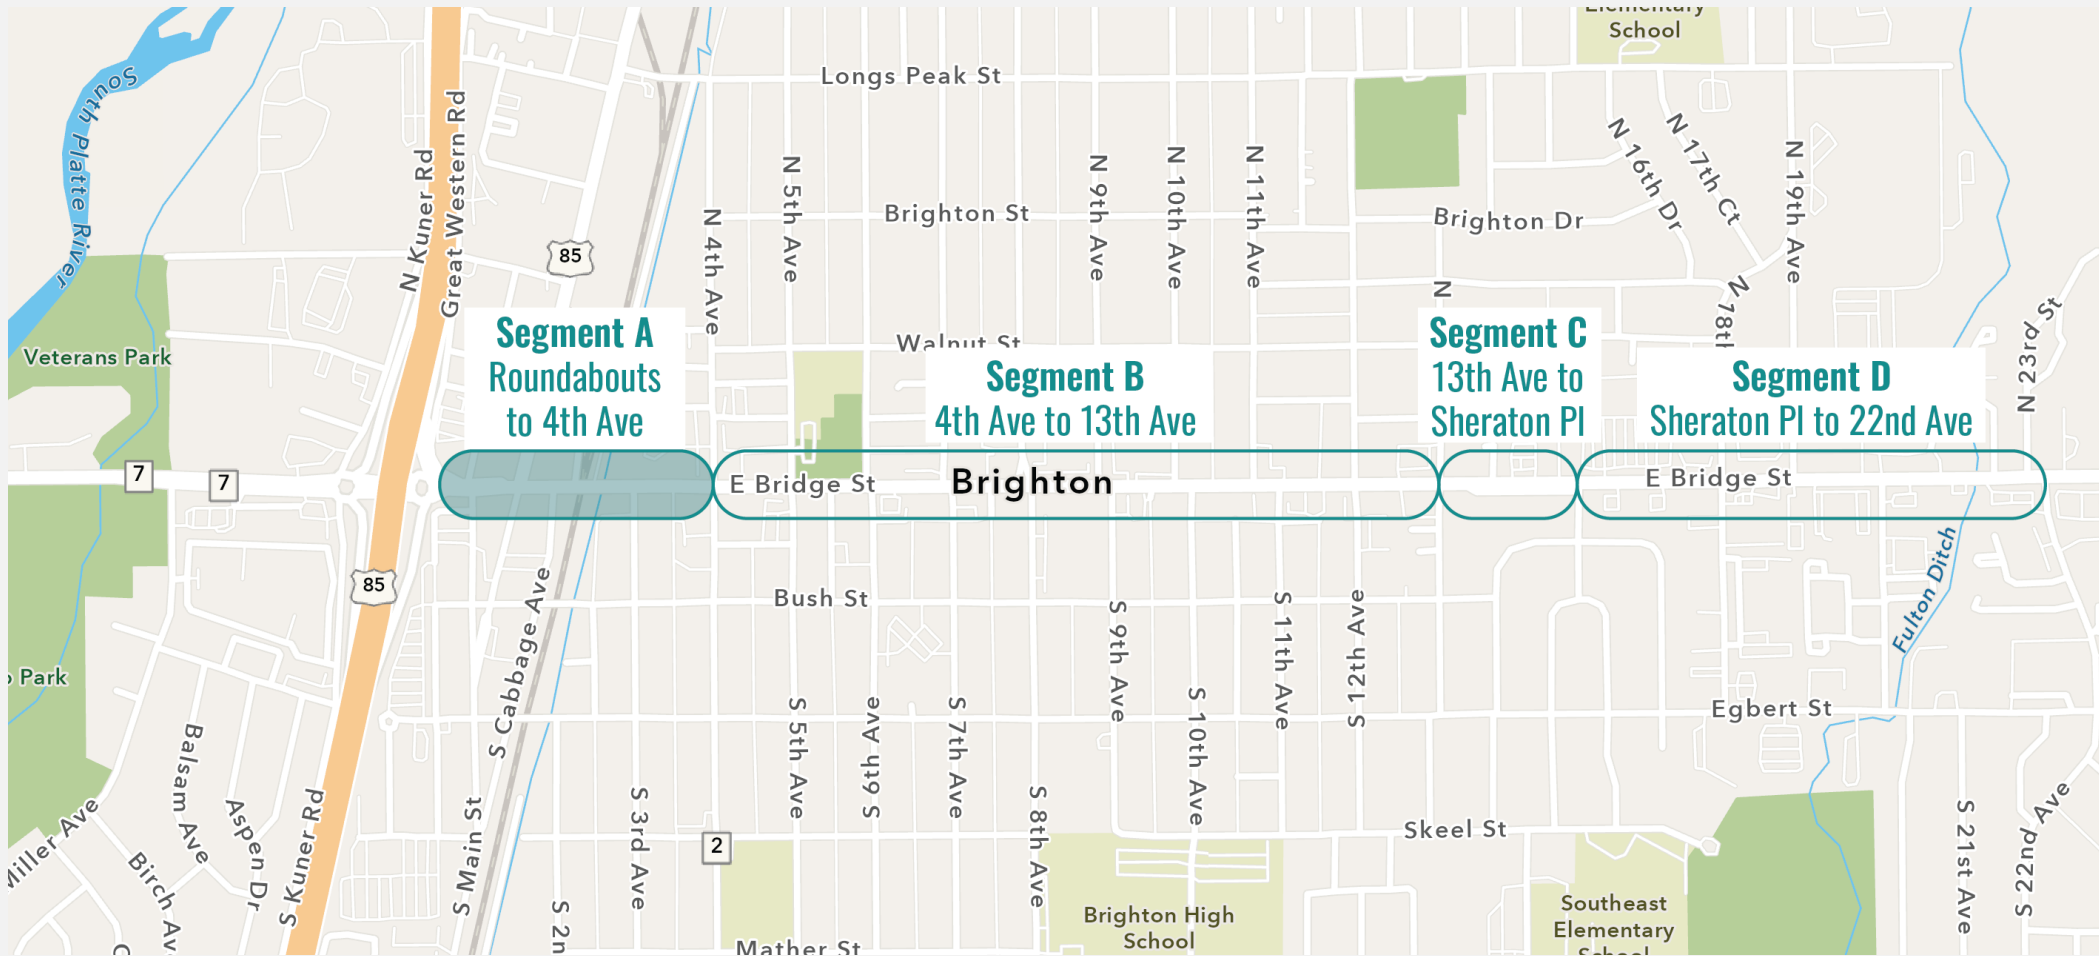 Elementary
School
South Platte River
Longs Peak St
N Kuner Rd
Great Western Rd
85
N 4th Ave
N 5th Ave
Brighton St
N 9th Ave
N 10th Ave
N 11th Ave
Brighton Dr
N 16th Dr
N 17th Ct
N 19th Ave
N
N 18th
N 23rd St
Veterans Park
Walnut St
Segment A
Roundabouts
to 4th Ave
Segment B
4th Ave to 13th Ave
Segment C
13th Ave to
Sheraton Pl
Segment D
Sheraton Pl to 22nd Ave
7
7
E Bridge St
Brighton
E Bridge St
85
Bush St
Fulton Ditch
S Cabbage Ave
S 9th Ave
S 11th Ave
S 12th Ave
Park
Egbert St
S 5th Ave
S 6th Ave
S 7th Ave
S 10th Ave
Balsam Ave
Aspen Dr
S Kuner Rd
Miller Ave
Birch Av
S Main St
S 3rd Ave
2
S 8th Ave
Skeel St
S 21st Ave
S 22nd Ave
S 2n
Brighton High
School
Southeast
Elementary
School
Mather St